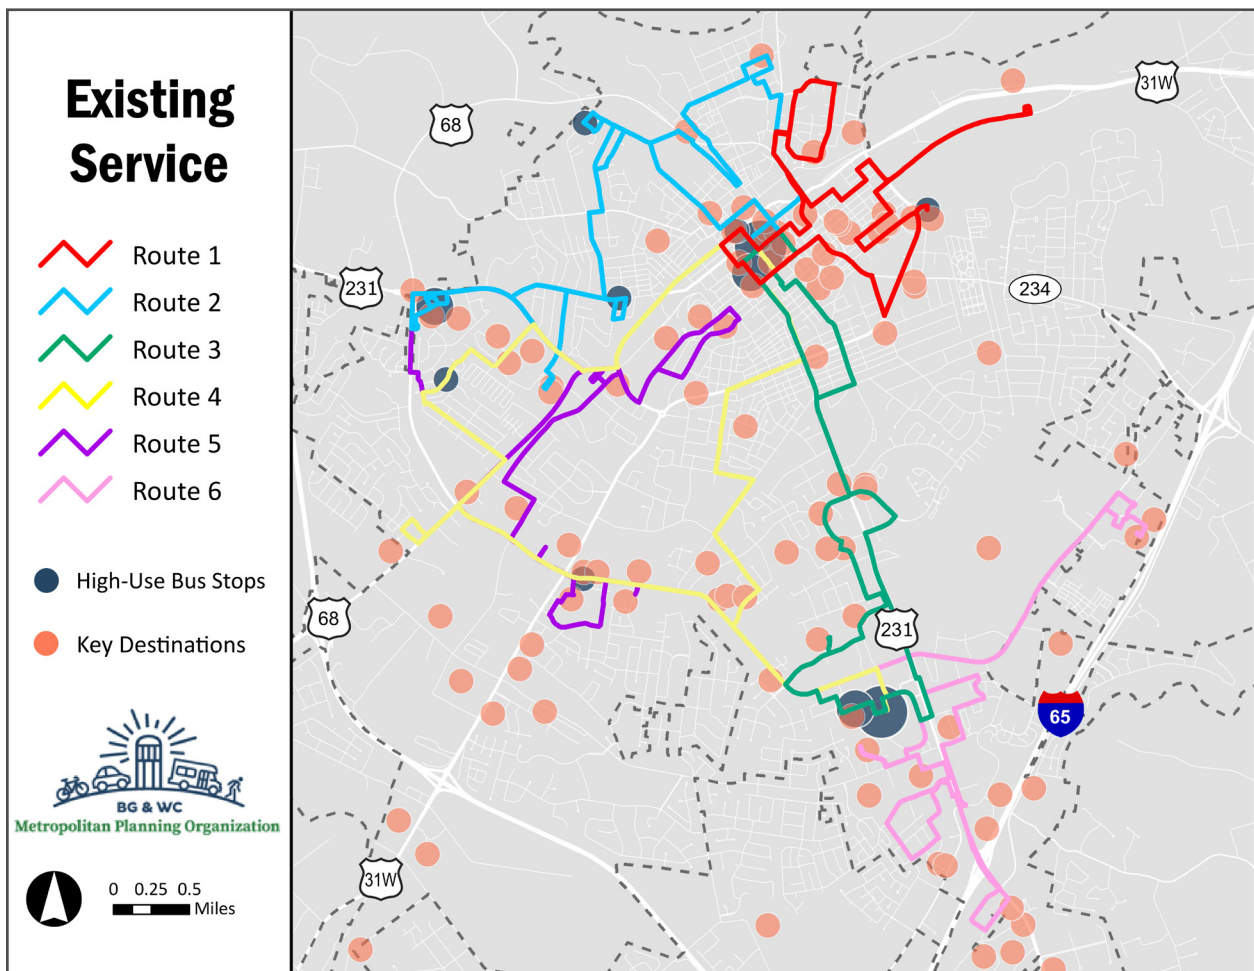 Existing
Service
Route 1
Route 2
Route 3
Route 4
Route 5
Route 6
High-Use Bus Stops
Key Destinations
BG & WC
Metropolitan Planning Organization
0 0.25 0.5
Miles
68
31W
231
234
68
231
65
31W